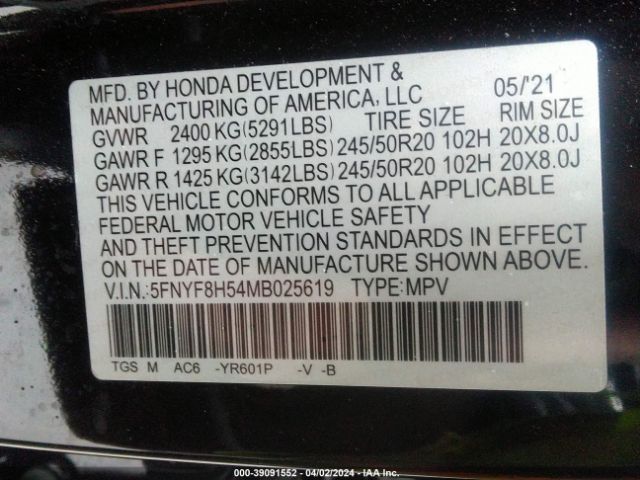 MFD. BY HONDA DEVELOPMENT &
MANUFACTURING OF AMERICA, LLC 05/'21
GVWR 2400 KG(5291LBS) TIRE SIZE RIM SIZE
GAWR F 1295 KG(2855LBS) 245/50R20 102H 20X8.0J
GAWR R 1425 KG(3142LBS) 245/50R20 102H 20X8.0J
THIS VEHICLE CONFORMS TO ALL APPLICABLE
FEDERAL MOTOR VEHICLE SAFETY
AND THEFT PREVENTION STANDARDS IN EFFECT
ON THE DATE OF MANUFACTURE SHOWN ABOVE.
V.I.N.:5FNYF8H54MB025619 TYPE:MPV
TGS M AC6 -YR601P -V -B
000-39091552 - 04/02/2024 - IAA Inc.